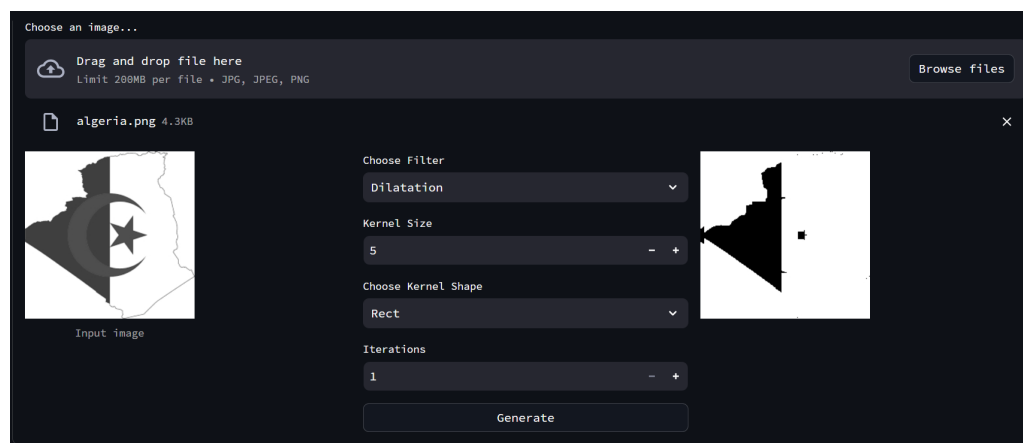 Choose an image...
Drag and drop file here
Limit 200MB per file • JPG, JPEG, PNG
Browse files
algeria.png 4.3KB
Choose Filter
Dilatation
Kernel Size
5
Choose Kernel Shape
Rect
Iterations
1
Generate
Input image